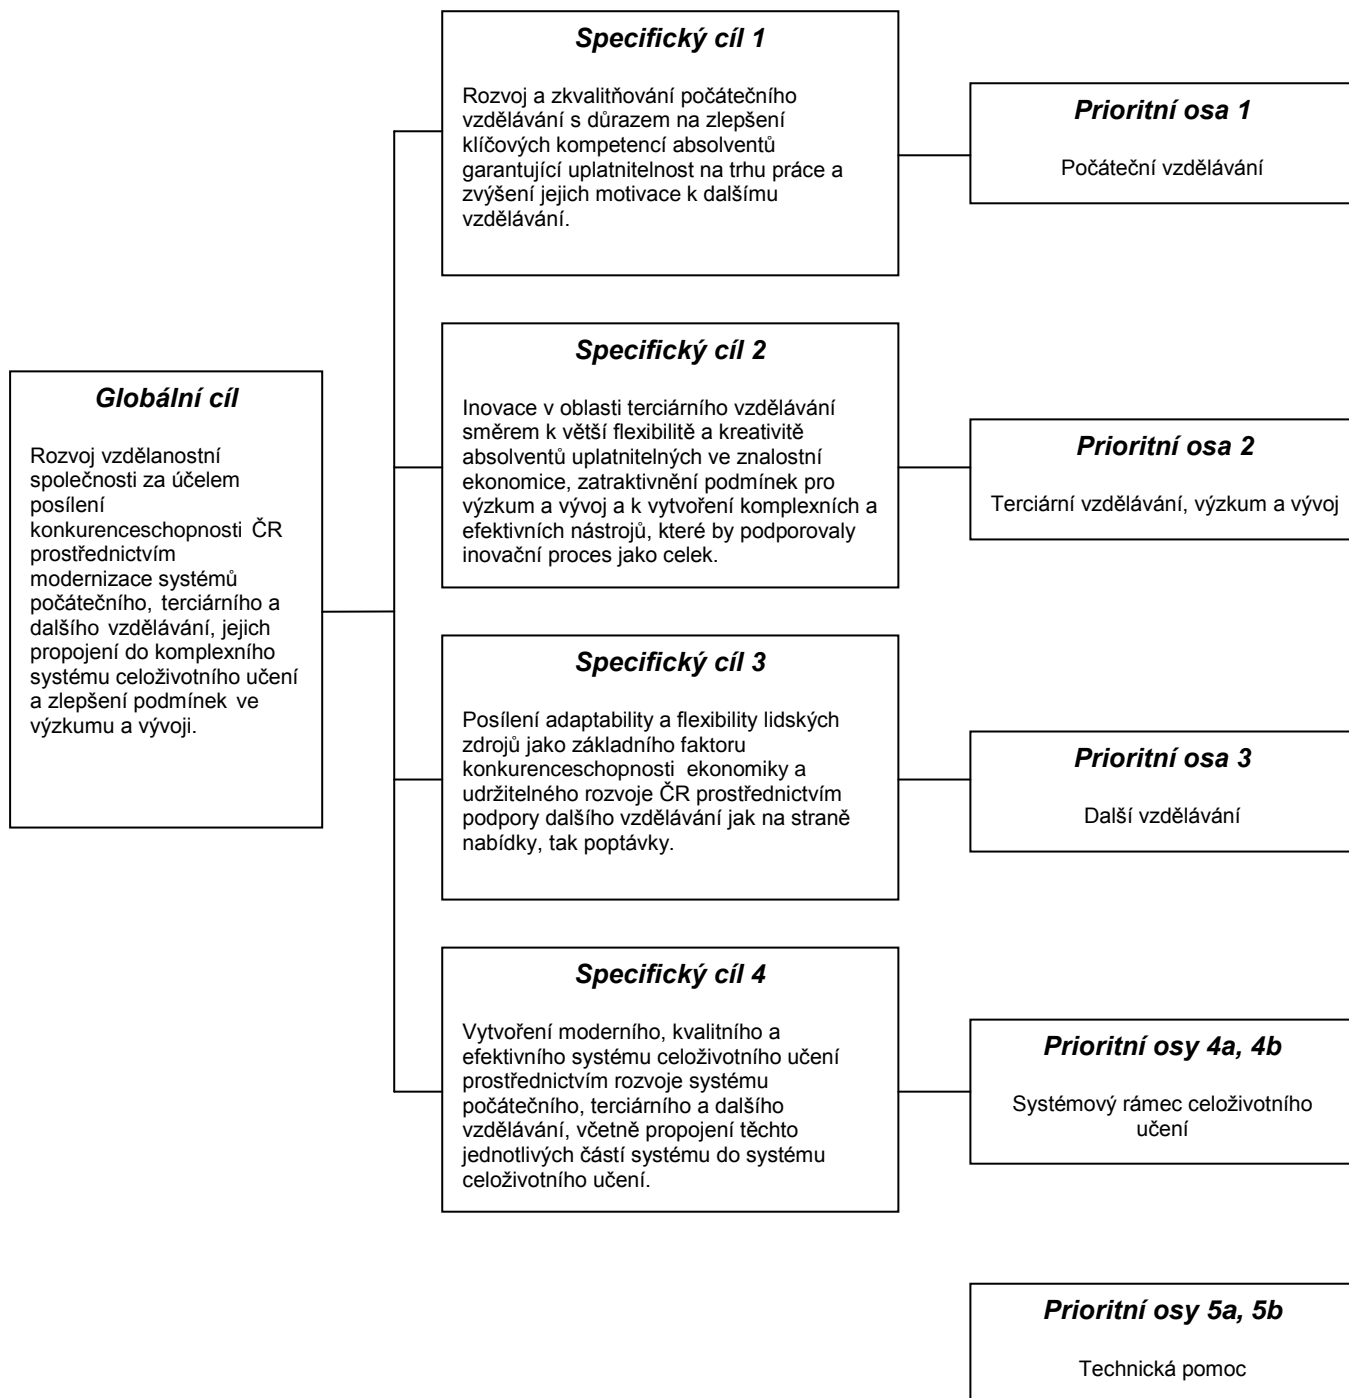 Globální cíl
Rozvoj vzdělanostní
společnosti za účelem
posílení
konkurenceschopnosti ČR
prostřednictvím
modernizace systémů
počátečního, terciárního a
dalšího vzdělávání, jejich
propojení do komplexního
systému celoživotního učení
a zlepšení podmínek ve
výzkumu a vývoji.
Specifický cíl 1
Rozvoj a zkvalitňování počátečního
vzdělávání s důrazem na zlepšení
klíčových kompetencí absolventů
garantující uplatnitelnost na trhu práce a
zvýšení jejich motivace k dalšímu
vzdělávání.
Prioritní osa 1
Počáteční vzdělávání
Specifický cíl 2
Inovace v oblasti terciárního vzdělávání
směrem k větší flexibilitě a kreativitě
absolventů uplatnitelných ve znalostní
ekonomice, zatraktivnění podmínek pro
výzkum a vývoj a k vytvoření komplexních a
efektivních nástrojů, které by podporovaly
inovační proces jako celek.
Prioritní osa 2
Terciární vzdělávání, výzkum a vývoj
Specifický cíl 3
Posílení adaptability a flexibility lidských
zdrojů jako základního faktoru
konkurenceschopnosti ekonomiky a
udržitelného rozvoje ČR prostřednictvím
podpory dalšího vzdělávání jak na straně
nabídky, tak poptávky.
Prioritní osa 3
Další vzdělávání
Specifický cíl 4
Vytvoření moderního, kvalitního a
efektivního systému celoživotního učení
prostřednictvím rozvoje systému
počátečního, terciárního a dalšího
vzdělávání, včetně propojení těchto
jednotlivých částí systému do systému
celoživotního učení.
Prioritní osy 4a, 4b
Systémový rámec celoživotního
učení
Prioritní osy 5a, 5b
Technická pomoc